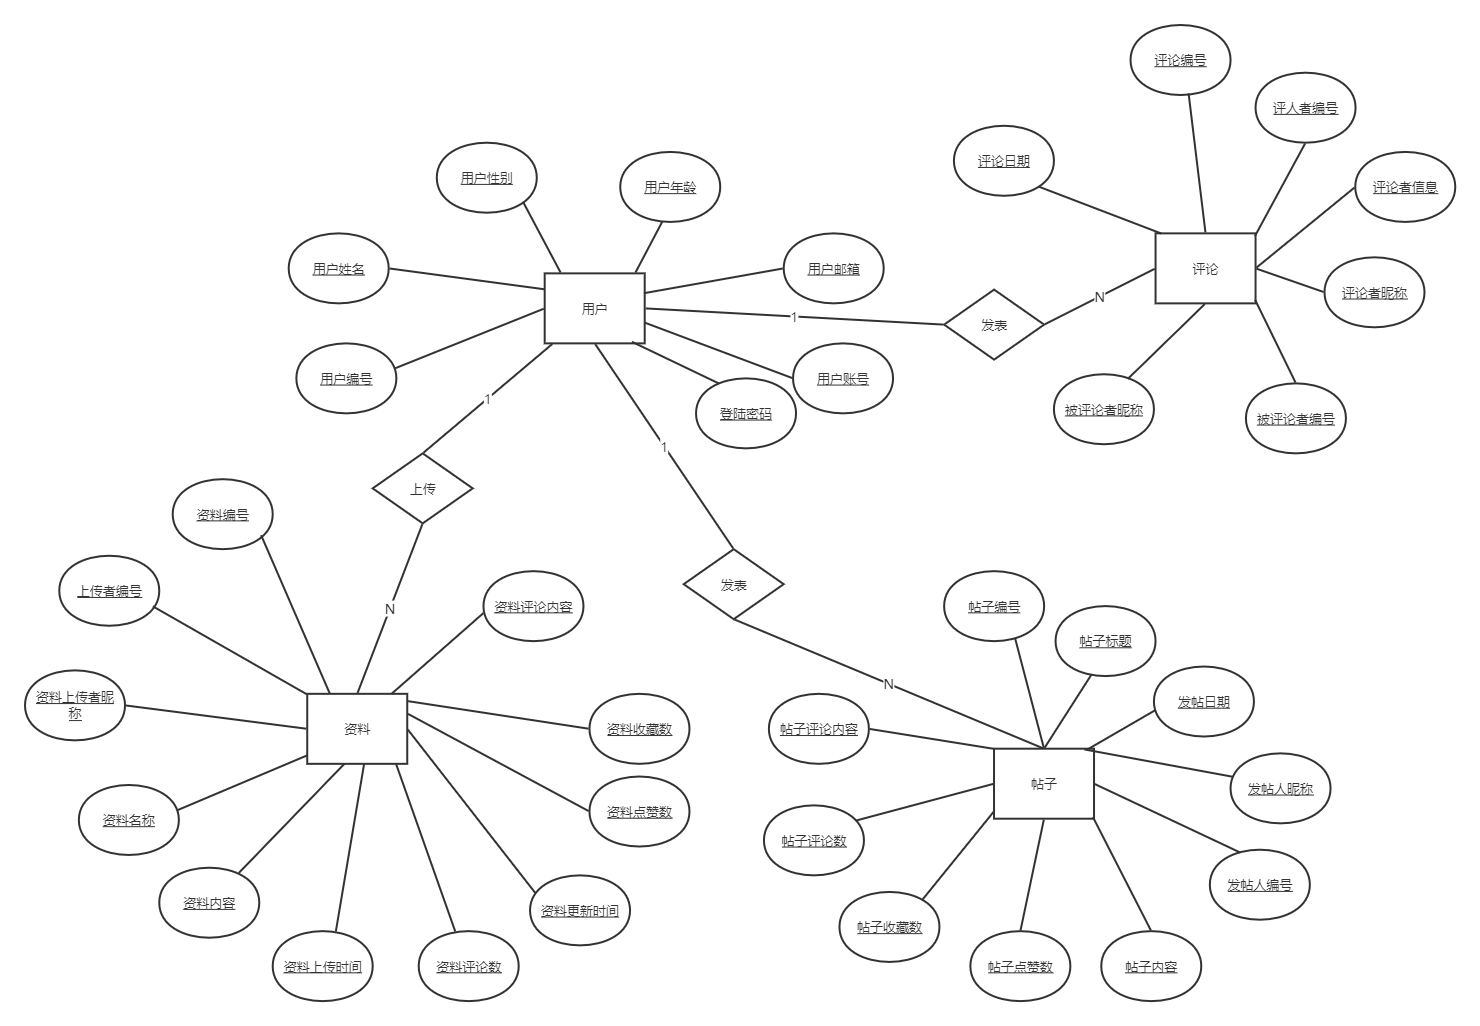 评论编号
评人者编号
评论日期
评论者信息
用户性别
用户年龄
用户姓名
用户邮箱
评论
评论者昵称
用户
N
1
发表
用户编号
用户账号
登陆密码
被评论者昵称
被评论者编号
1
1
上传
资料编号
发表
上传者编号
N
资料评论内容
帖子编号
帖子标题
资料上传者昵
称
N
发帖日期
资料
资料收藏数
帖子评论内容
帖子
发帖人昵称
资料名称
资料点赞数
帖子评论数
发帖人编号
资料内容
资料更新时间
帖子收藏数
资料上传时间
资料评论数
帖子点赞数
帖子内容